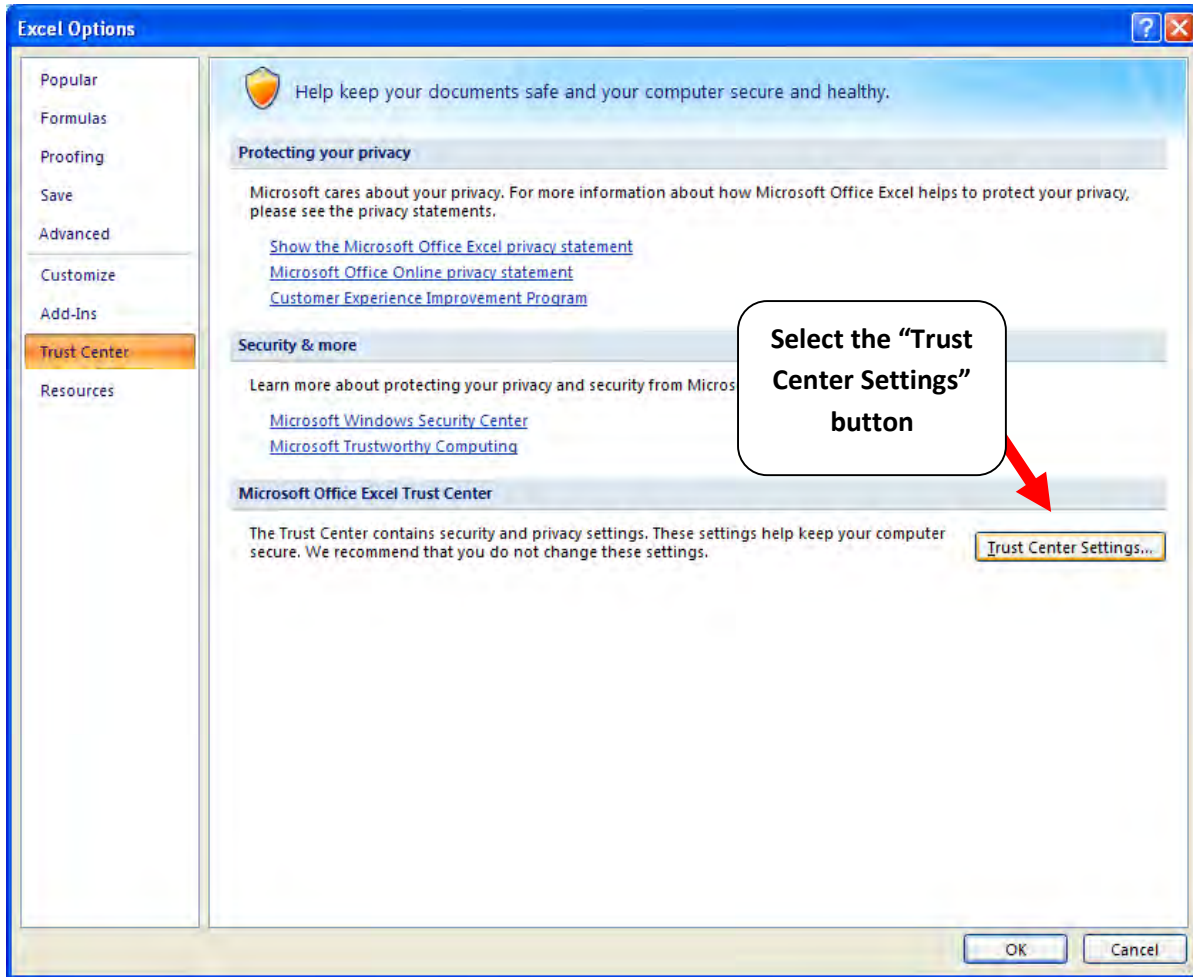 Excel Options
?
Popular
Formulas
Proofing
Save
Advanced
Customize
Add-Ins
Trust Center
Resources
Help keep your documents safe and your computer secure and healthy.
Protecting your privacy
Microsoft cares about your privacy. For more information about how Microsoft Office Excel helps to protect your privacy,
please see the privacy statements.
Show the Microsoft Office Excel privacy statement
Microsoft Office Online privacy statement
Customer Experience Improvement Program
Security & more
Learn more about protecting your privacy and security from
Microsoft Windows Security Center
Microsoft Trustworthy Computing
Select the “Trust
Center Settings”
button
Microsoft Office Excel Trust Center
The Trust Center contains security and privacy settings. These settings help keep your computer
secure. We recommend that you do not change these settings.
Trust Center Settings...
OK
Cancel